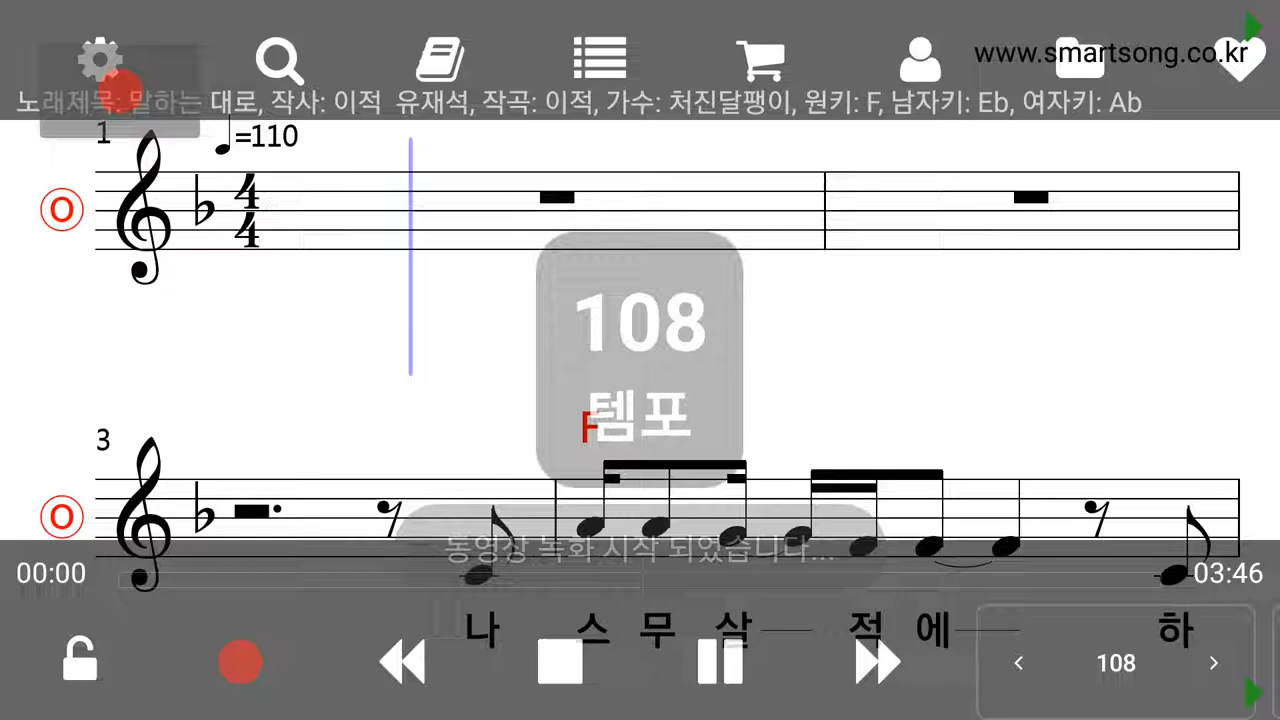 www.smartsong.co.kr
노래제목: 말하는 대로, 작사: 이적 유재석, 작곡: 이적, 가수: 처진달팽이, 원키: F, 남자키: Eb, 여자키: Ab
1
=110
O
4
4
108
템포
F
3
O
동영상 녹화 시작 되었습니다...
00:00
03:46
나 스 무 살 적 에 하
108